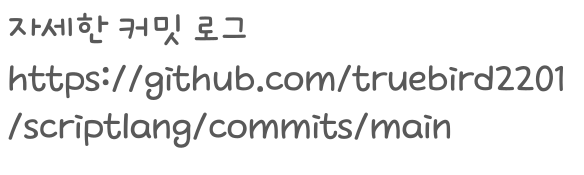 자세한 커밋 로그
https://github.com/truebird2201
/scriptlang/commits/main